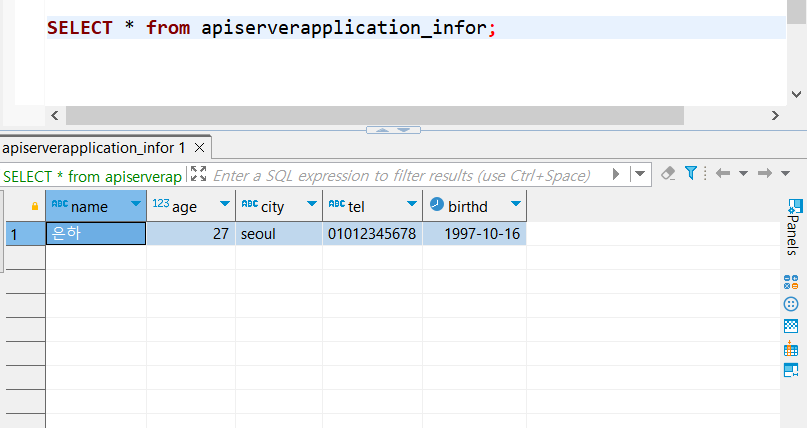 SELECT * from apiserverapplication_infor;
apiserverapplication_infor 1
SELECT * from apiserverap Enter a SQL expression to filter results (use Ctrl+Space)
ABC name 123 age ABC city ABC tel birthd
1 은하 27 seoul 01012345678 1997-10-16
Panels